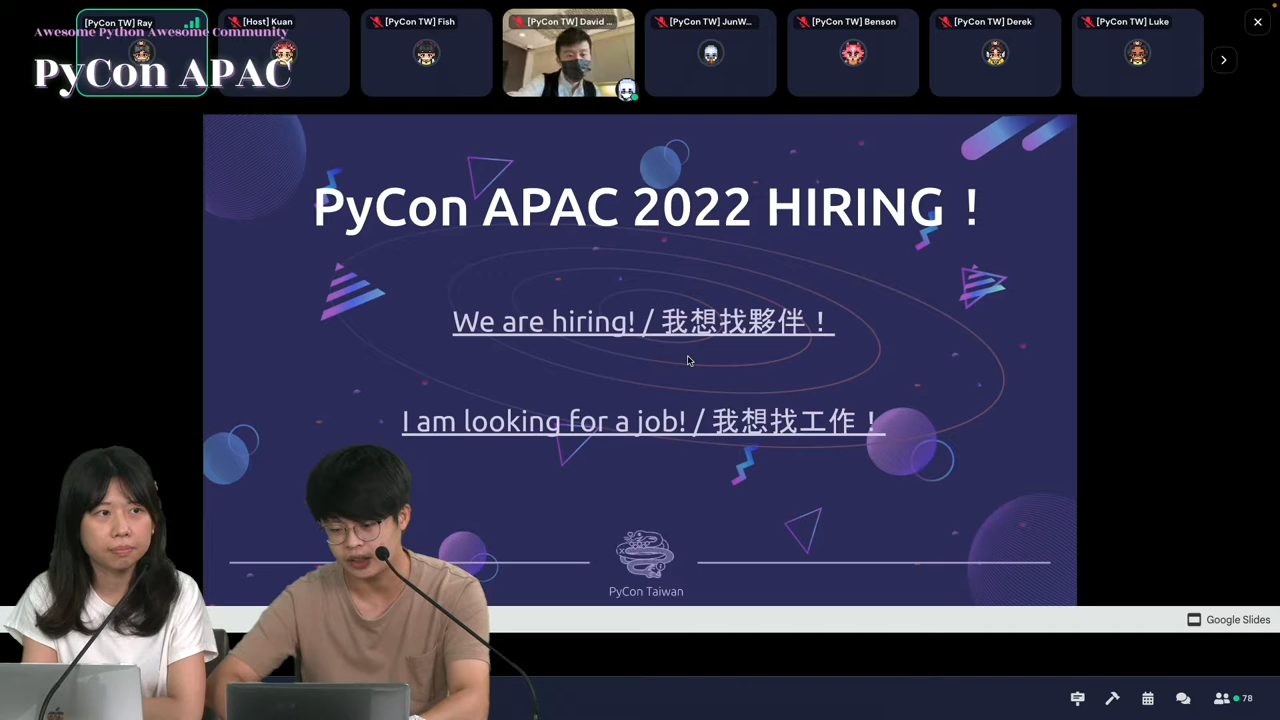 [PyCon TW] Ray
[Host] Kuan
[PyCon TW] Fish
[PyCon TW] David ...
[PyCon TW] JunW...
[PyCon TW] Benson
[PyCon TW] Derek
[PyCon TW] Luke
Awesome Python Awesome Community
PyCon APAC
PyCon APAC 2022 HIRING！
We are hiring! / 我想找夥伴！
I am looking for a job! / 我想找工作！
PyCon Taiwan
Google Slides
78